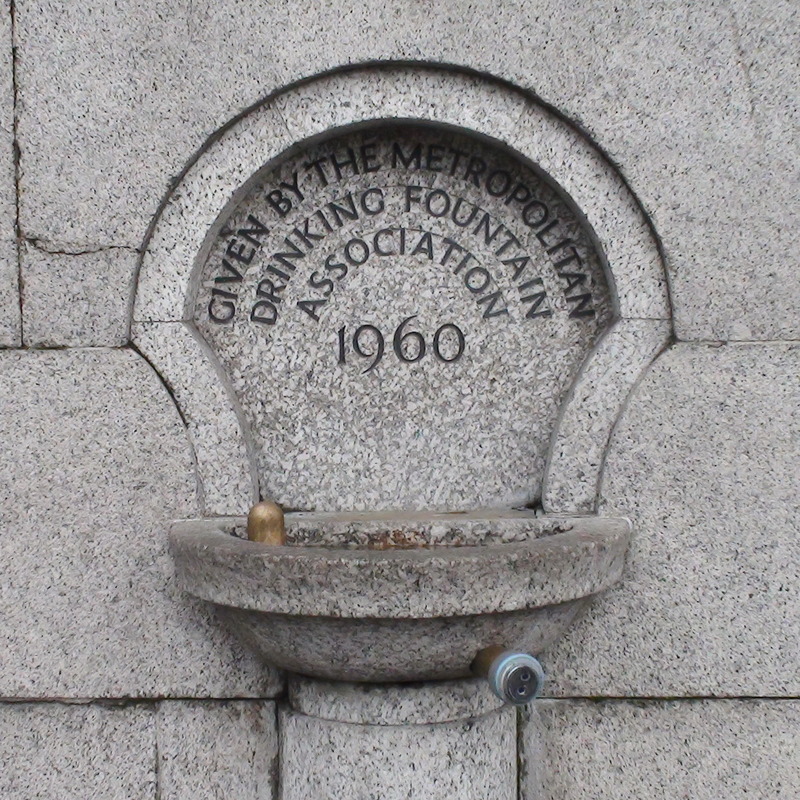 GIVEN BY THE METROPOLITAN
DRINKING FOUNTAIN
ASSOCIATION
1960